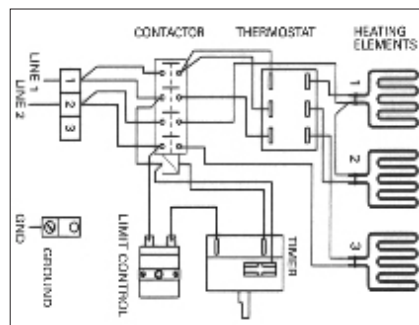 CONTACTOR
THERMOSTAT
HEATING
ELEMENTS
LINE 1
LINE 2
1
2
3
1
2
3
GND
GROUND
LIMIT CONTROL
TIMER